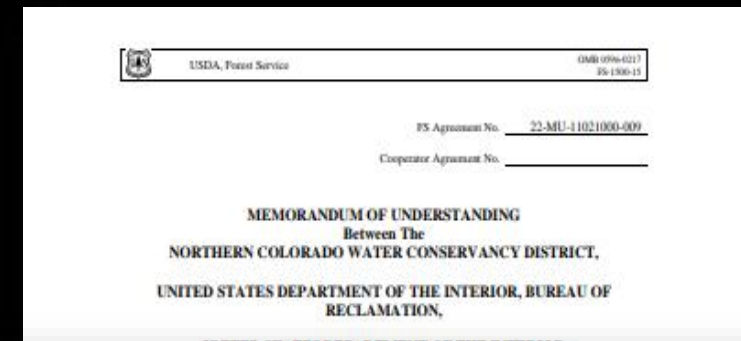 USDA, Forest Service
OMB 0596-0217
FS-1500-15
FS Agreement No. 22-MU-11021000-009
Cooperator Agreement No.
MEMORANDUM OF UNDERSTANDING
Between The
NORTHERN COLORADO WATER CONSERVANCY DISTRICT,
UNITED STATES DEPARTMENT OF THE INTERIOR, BUREAU OF
RECLAMATION,